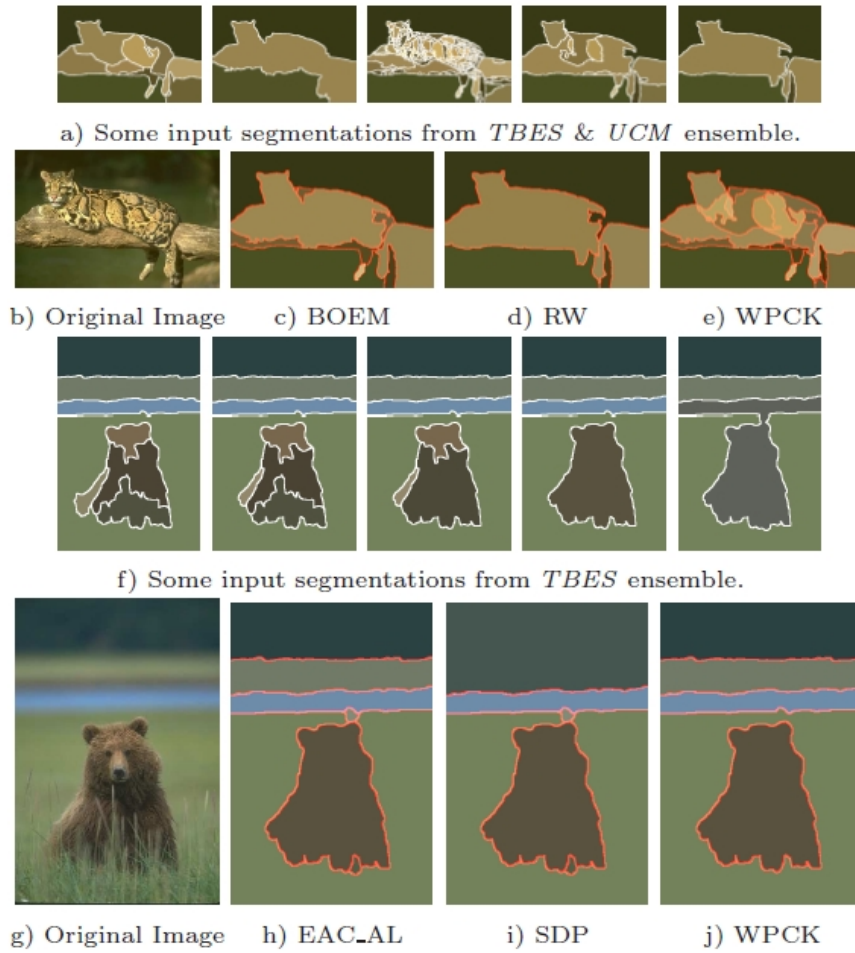 a) Some input segmentations from TBES & UCM ensemble.
b) Original Image c) BOEM d) RW e) WPCK
f) Some input segmentations from TBES ensemble.
g) Original Image h) EAC_AL i) SDP j) WPCK